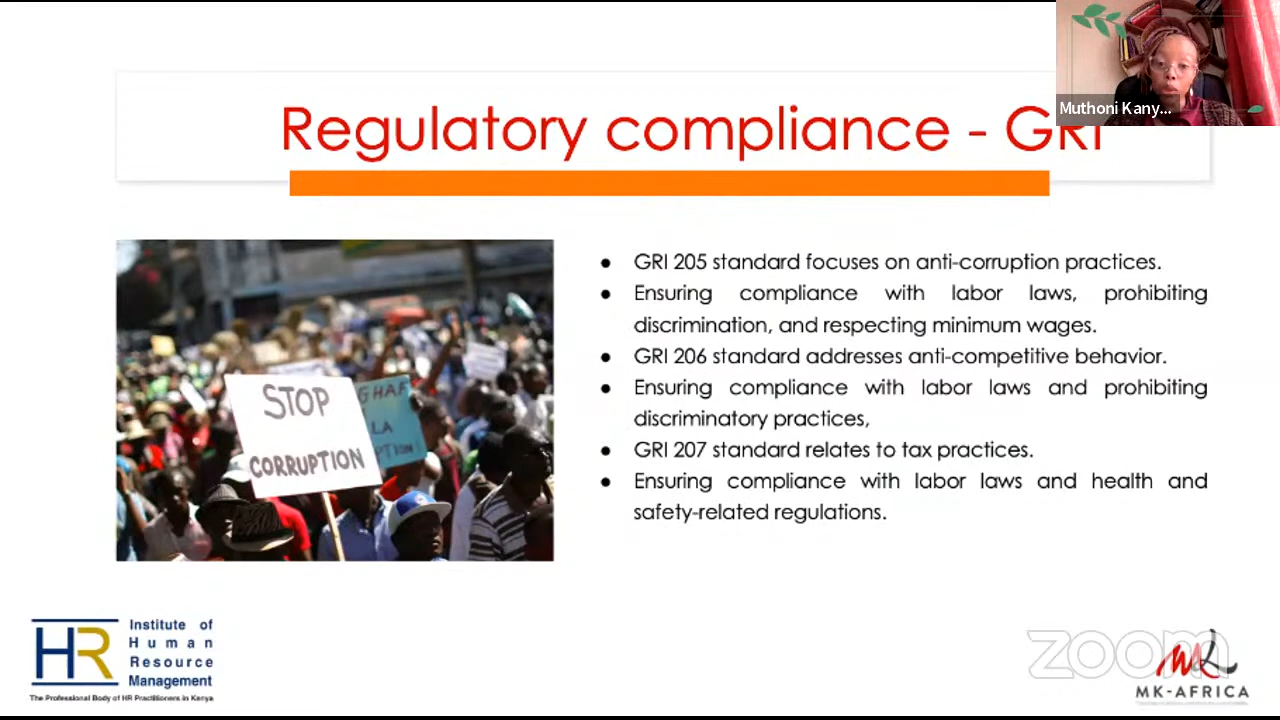 Muthoni Kany...
Regulatory compliance - GRI
STOP
CORRUPTION
GHAF
LA
PTION!
● GRI 205 standard focuses on anti-corruption practices.
● Ensuring compliance with labor laws, prohibiting
discrimination, and respecting minimum wages.
● GRI 206 standard addresses anti-competitive behavior.
● Ensuring compliance with labor laws and prohibiting
discriminatory practices,
● GRI 207 standard relates to tax practices.
● Ensuring compliance with labor laws and health and
safety-related regulations.
HR
Institute of
Human
Resource
Management
The Professional Body of HR Practitioners in Kenya
zoom
MK-AFRICA